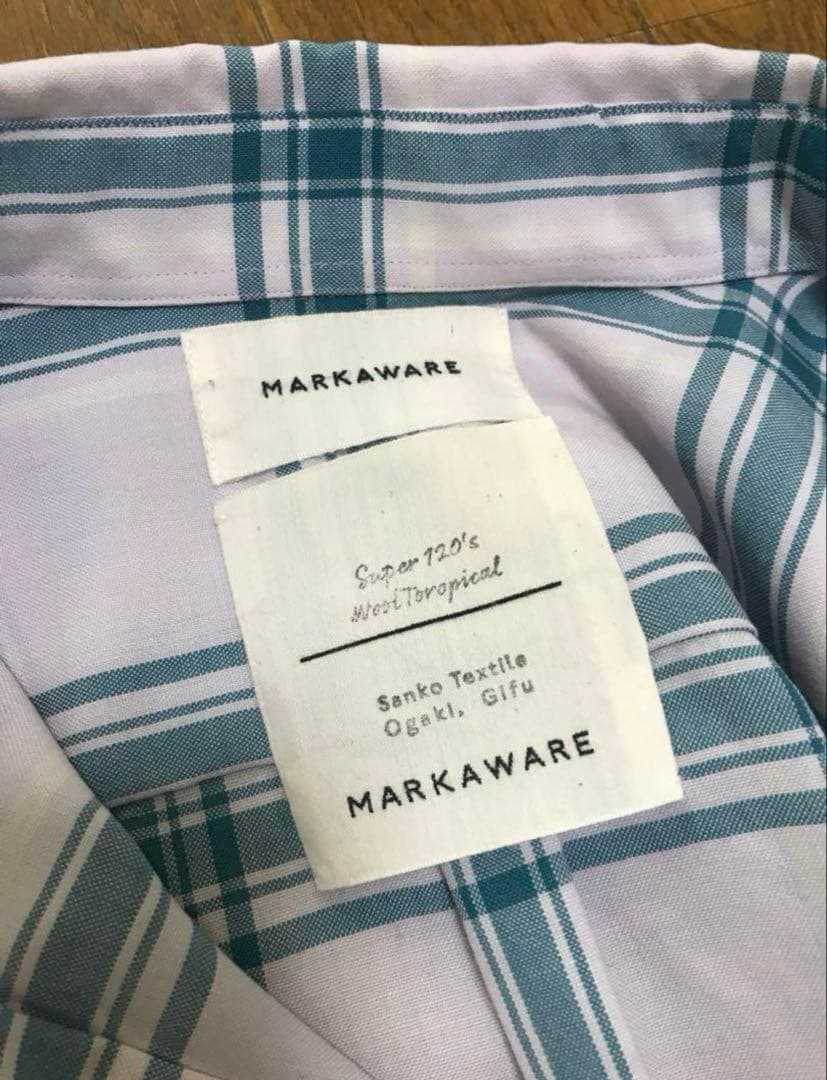 MARKAWARE
Super 120's
Wool Toropical
Sanko Textile
Ogaki, Gifu
MARKAWARE